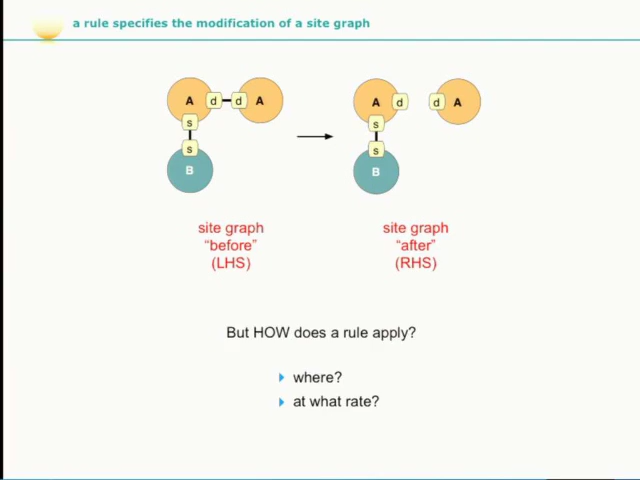 a rule specifies the modification of a site graph
A d d A
s
s
B
A d d A
s
s
B
site graph
“before”
(LHS)
site graph
“after”
(RHS)
But HOW does a rule apply?
where?
at what rate?